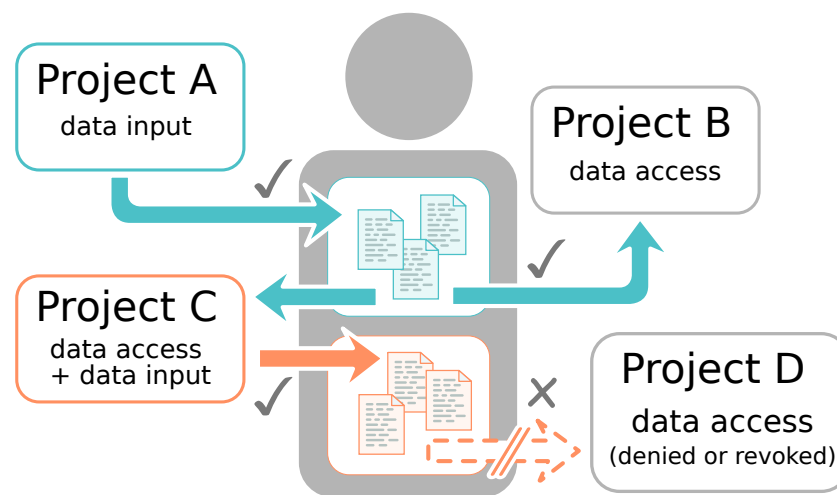 Project A
data input
Project B
data access
Project C
data access
+ data input
Project D
data access
(denied or revoked)